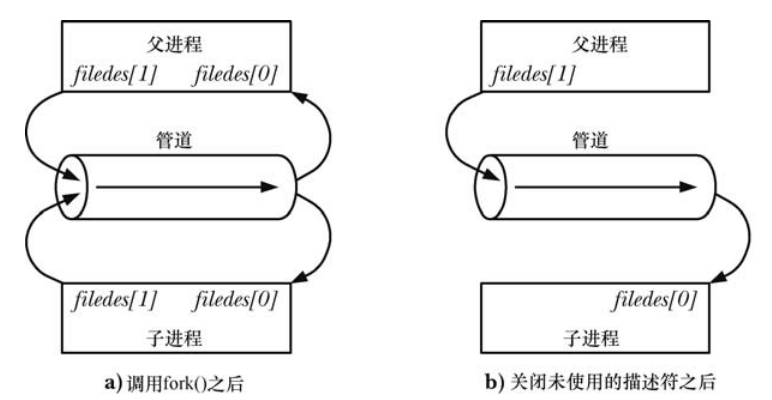 父进程
filedes[1] filedes[0]
管道
filedes[1] filedes[0]
子进程
a) 调用fork()之后
父进程
filedes[1]
管道
filedes[0]
子进程
b) 关闭未使用的描述符之后